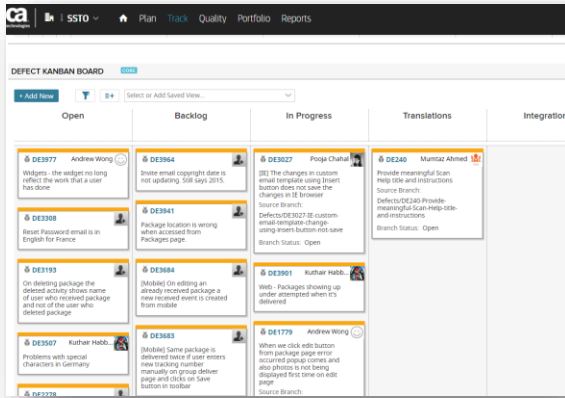 ca
technologies
SSTO
Plan
Track
Quality
Portfolio
Reports
DEFECT KANBAN BOARD
CORE
+ Add New
Select or Add Saved View...
Open
Backlog
In Progress
Translations
Integration
DE3977 Andrew Wong
Widgets - the widget no long
reflect the work that a user
has done
DE3308
Reset Password email is in
English for France
DE3193
On deleting package the
deleted activity shows name
of user who received package
and not of the user who
deleted package
DE3507 Kuthair Habb...
Problems with special
characters in Germany
DE2278
DE3964
Invite email copyright date is
not updating. Still says 2015.
DE3941
Package location is wrong
when accessed from
Packages page.
DE3684
[Mobile] On editing an
already received package a
new received event is created
from mobile
DE3683
[Mobile] Same package is
delivered twice if user enters
new tracking number
manually on group deliver
page and clicks on Save
button in toolbar
DE3027 Pooja Chahal
[IE] The changes in custom
email template using Insert
button does not save the
changes in IE browser
Source Branch:
Defects/DE3027-IE-custom-
email-template-change-
using-insert-button-not-save
Branch Status: Open
DE3901 Kuthair Habb...
Web - Packages showing up
under attempted when it's
delivered
DE1779 Andrew Wong
When we click edit button
from package page error
occurred popup comes and
also photos is not being
displayed first time on edit
page
Source Branch:
DE240 Mumtaz Ahmed
Provide meaningful Scan
Help title and instructions
Source Branch:
Defects/DE240-Provide-
meaningful-Scan-Help-title-
and-instructions
Branch Status: Open